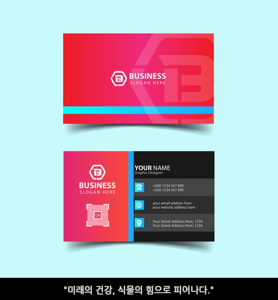 B
BUSINESS
SLOGAN HERE
B
B
BUSINESS
SLOGAN HERE
YOUR NAME
Graphic Designer
+000 1234 567 890
+000 1234 567 890
your email address here
your website address here
Your Street Address Here, 1234
Your Street Address Here, 1234
"미래의 건강, 식물의 힘으로 피어나다."